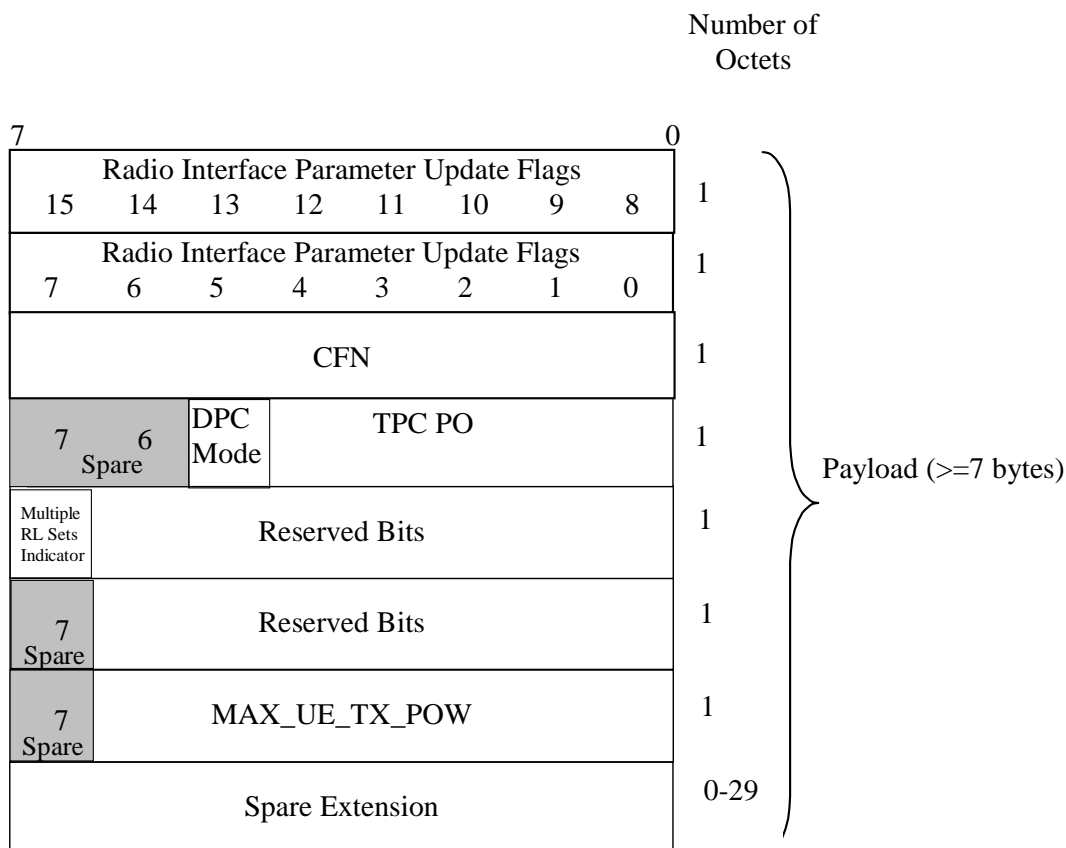 Number of
Octets
7 0
Radio Interface Parameter Update Flags
15 14 13 12 11 10 9 8
1
Radio Interface Parameter Update Flags
7 6 5 4 3 2 1 0
1
CFN
1
7 6
Spare
DPC
Mode
TPC PO
1
Payload (>=7 bytes)
Multiple
RL Sets
Indicator
Reserved Bits
1
7
Spare
Reserved Bits
1
7
Spare
MAX_UE_TX_POW
1
Spare Extension
0-29